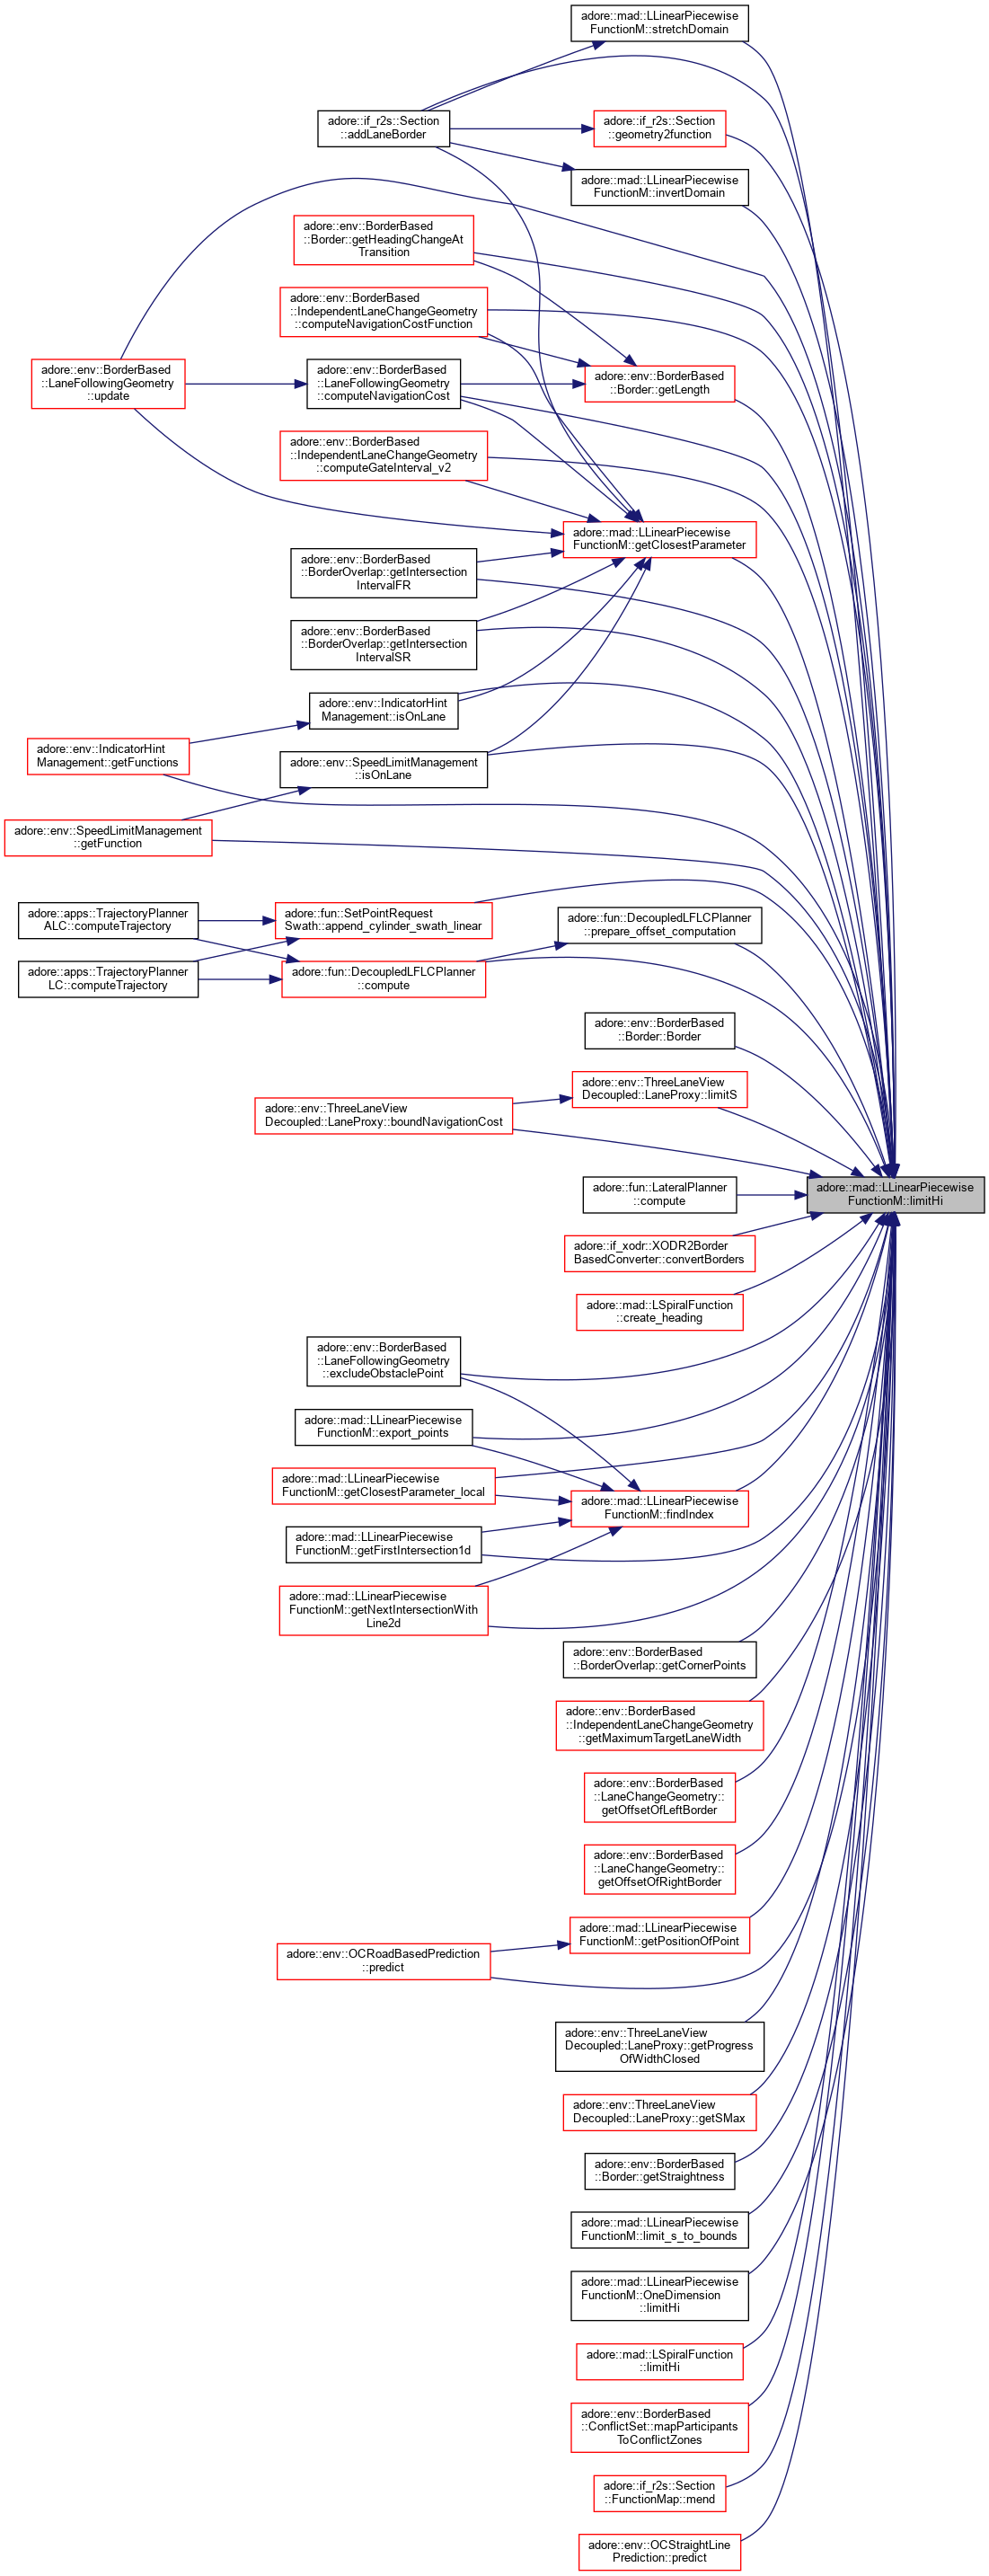 adore::mad::LLinearPiecewise
FunctionM::stretchDomain
adore::if_r2s::Section
::addLaneBorder
adore::if_r2s::Section
::geometry2function
adore::mad::LLinearPiecewise
FunctionM::invertDomain
adore::env::BorderBased
::Border::getHeadingChangeAt
Transition
adore::env::BorderBased
::IndependentLaneChangeGeometry
::computeNavigationCostFunction
adore::env::BorderBased
::LaneFollowingGeometry
::update
adore::env::BorderBased
::LaneFollowingGeometry
::computeNavigationCost
adore::env::BorderBased
::Border::getLength
adore::env::BorderBased
::IndependentLaneChangeGeometry
::computeGateInterval_v2
adore::mad::LLinearPiecewise
FunctionM::getClosestParameter
adore::env::BorderBased
::BorderOverlap::getIntersection
IntervalFR
adore::env::BorderBased
::BorderOverlap::getIntersection
IntervalSR
adore::env::IndicatorHint
Management::isOnLane
adore::env::IndicatorHint
Management::getFunctions
adore::env::SpeedLimitManagement
::isOnLane
adore::env::SpeedLimitManagement
::getFunction
adore::apps::TrajectoryPlanner
ALC::computeTrajectory
adore::fun::SetPointRequest
Swath::append_cylinder_swath_linear
adore::fun::DecoupledLFLCPlanner
::prepare_offset_computation
adore::apps::TrajectoryPlanner
LC::computeTrajectory
adore::fun::DecoupledLFLCPlanner
::compute
adore::env::BorderBased
::Border::Border
adore::env::ThreeLaneView
Decoupled::LaneProxy::limitS
adore::env::ThreeLaneView
Decoupled::LaneProxy::boundNavigationCost
adore::mad::LLinearPiecewise
FunctionM::limitHi
adore::fun::LateralPlanner
::compute
adore::if_xodr::XODR2Border
BasedConverter::convertBorders
adore::mad::LSpiralFunction
::create_heading
adore::env::BorderBased
::LaneFollowingGeometry
::excludeObstaclePoint
adore::mad::LLinearPiecewise
FunctionM::export_points
adore::mad::LLinearPiecewise
FunctionM::getClosestParameter_local
adore::mad::LLinearPiecewise
FunctionM::findIndex
adore::mad::LLinearPiecewise
FunctionM::getFirstIntersection1d
adore::mad::LLinearPiecewise
FunctionM::getNextIntersectionWith
Line2d
adore::env::BorderBased
::BorderOverlap::getCornerPoints
adore::env::BorderBased
::IndependentLaneChangeGeometry
::getMaximumTargetLaneWidth
adore::env::BorderBased
::LaneChangeGeometry::
getOffsetOfLeftBorder
adore::env::BorderBased
::LaneChangeGeometry::
getOffsetOfRightBorder
adore::mad::LLinearPiecewise
FunctionM::getPositionOfPoint
adore::env::OCRoadBasedPrediction
::predict
adore::env::ThreeLaneView
Decoupled::LaneProxy::getProgress
OfWidthClosed
adore::env::ThreeLaneView
Decoupled::LaneProxy::getSMax
adore::env::BorderBased
::Border::getStraightness
adore::mad::LLinearPiecewise
FunctionM::limit_s_to_bounds
adore::mad::LLinearPiecewise
FunctionM::OneDimension
::limitHi
adore::mad::LSpiralFunction
::limitHi
adore::env::BorderBased
::ConflictSet::mapParticipants
ToConflictZones
adore::if_r2s::Section
::FunctionMap::mend
adore::env::OCStraightLine
Prediction::predict